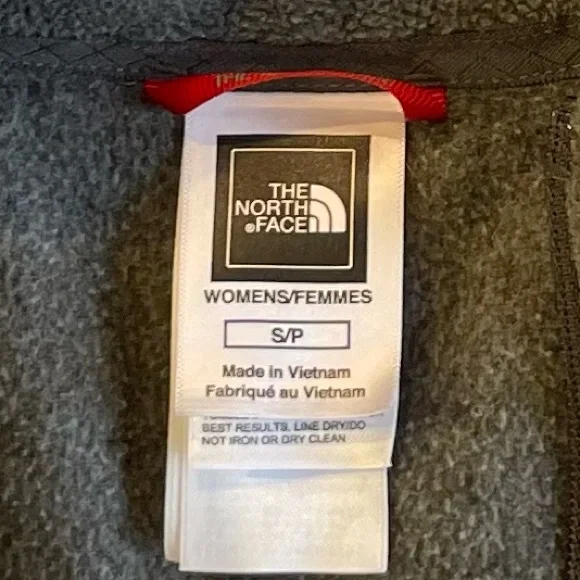 THE
NORTH
®FACE
WOMENS/FEMMES
S/P
Made in Vietnam
Fabriqué au Vietnam
BEST RESULTS, LINE DRY/DO
NOT IRON OR DRY CLEAN